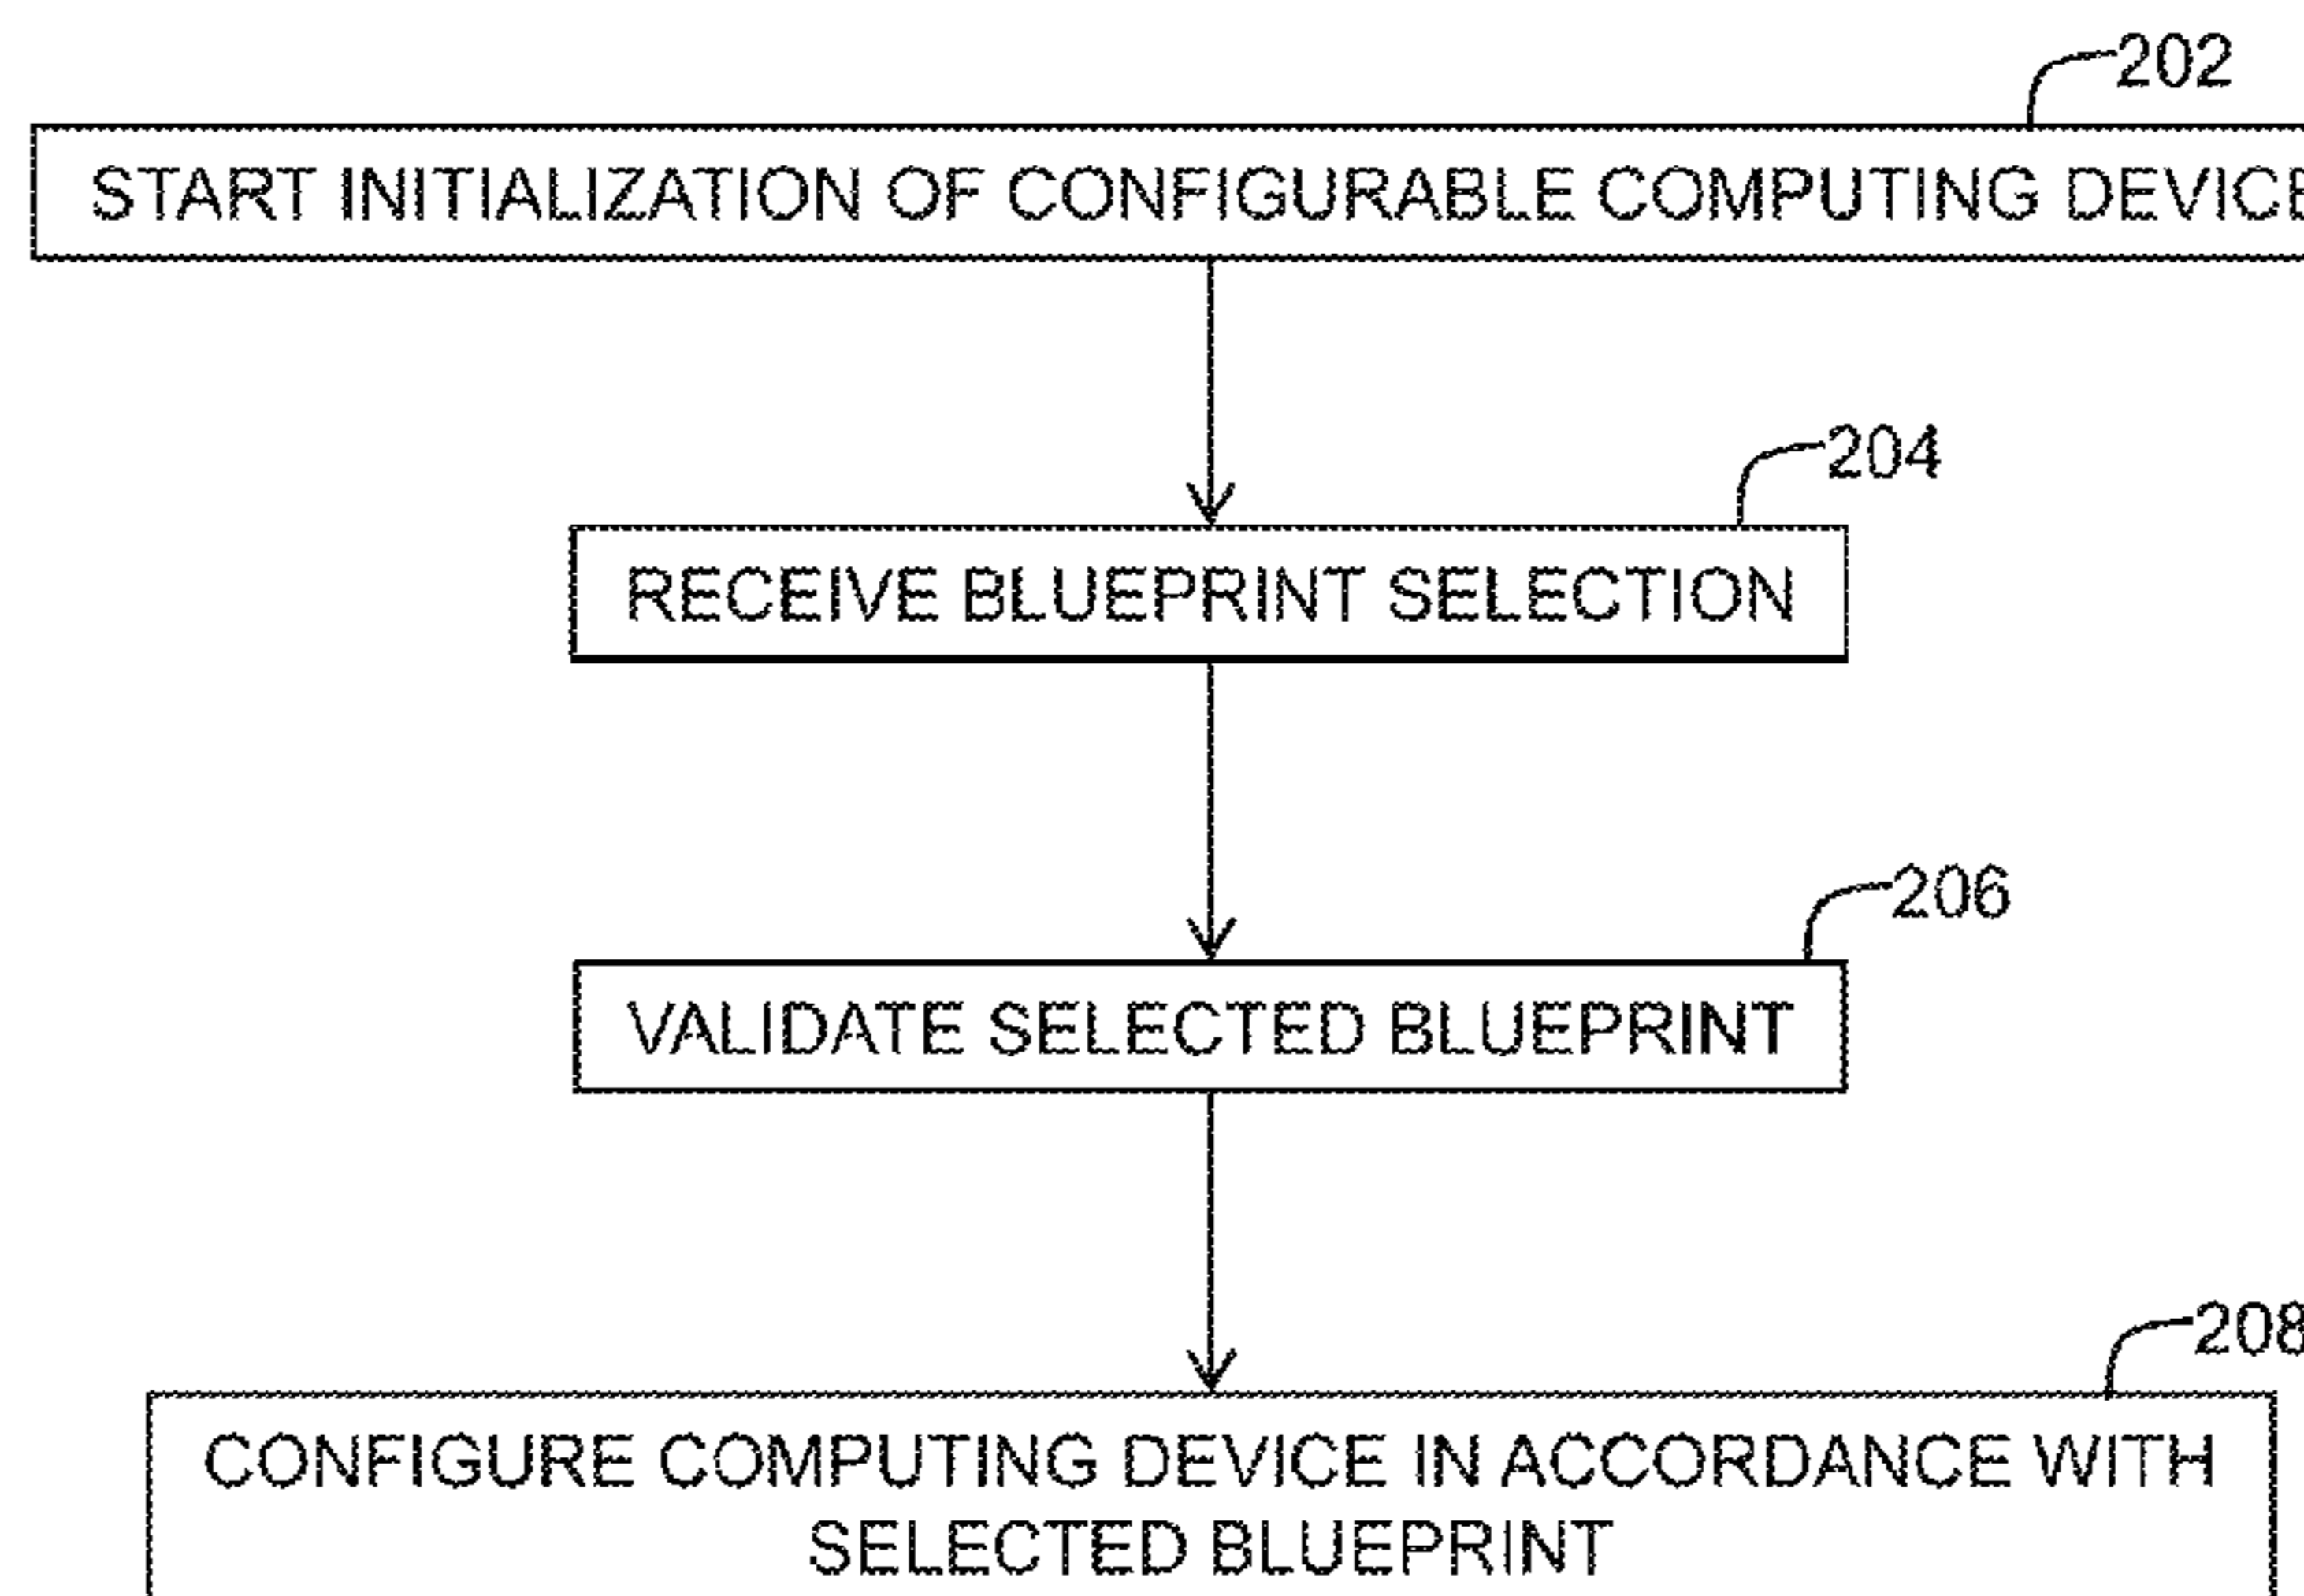 202
START INITIALIZATION OF CONFIGURABLE COMPUTING DEVICE
204
RECEIVE BLUEPRINT SELECTION
206
VALIDATE SELECTED BLUEPRINT
208
CONFIGURE COMPUTING DEVICE IN ACCORDANCE WITH
SELECTED BLUEPRINT